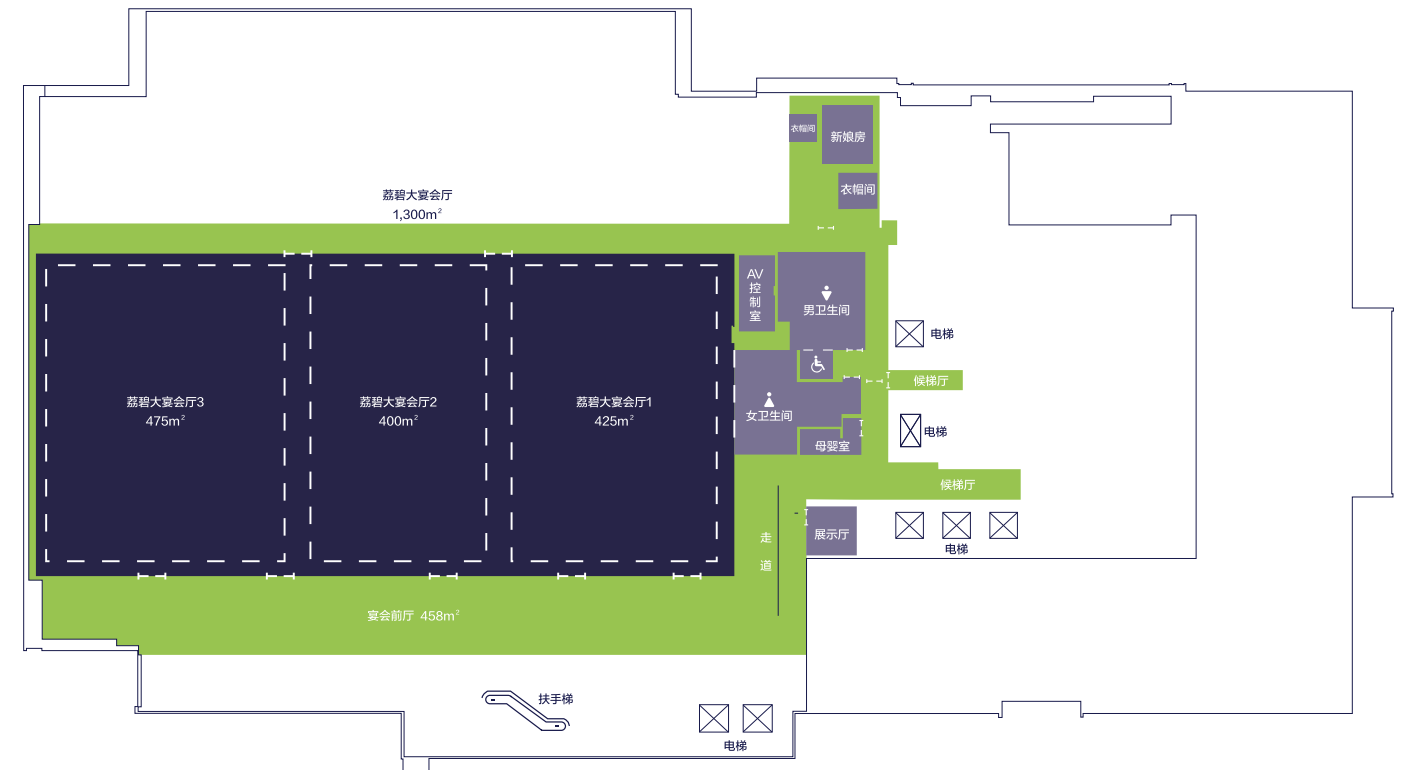 衣帽间
新娘房
衣帽间
荔碧大宴会厅
1,300m²
AV
控
制
室
男卫生间
电梯
候梯厅
荔碧大宴会厅3
475m²
荔碧大宴会厅2
400m²
荔碧大宴会厅1
425m²
女卫生间
电梯
母婴室
候梯厅
走
道
展示厅
电梯
宴会前厅 458m²
扶手梯
电梯